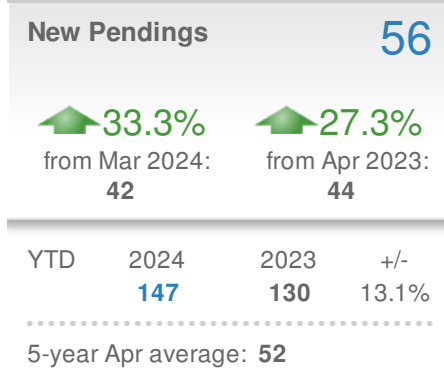 New Pendings 56
33.3% 27.3%
from Mar 2024: from Apr 2023:
42 44
YTD 2024 2023 +/-
147 130 13.1%
5-year Apr average: 52